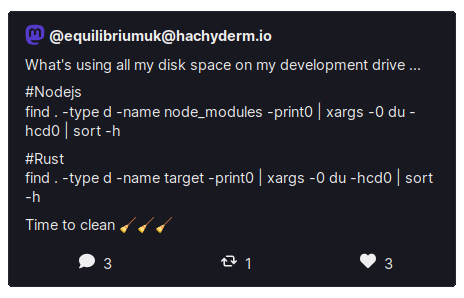 @equilibriumuk@hachyderm.io
What's using all my disk space on my development drive ...
#Nodejs
find . -type d -name node_modules -print0 | xargs -0 du -
hcd0 | sort -h
#Rust
find . -type d -name target -print0 | xargs -0 du -hcd0 | sort
-h
Time to clean 🧹🧹🧹
3
1
3